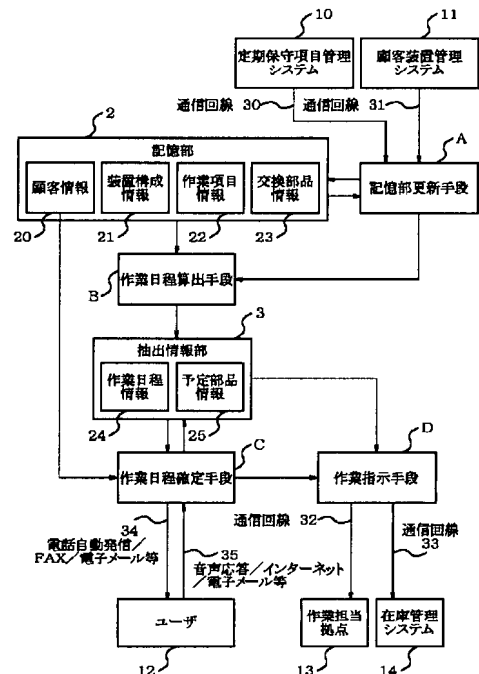 10
11
定期保守項目管理
システム
顧客装置管理
システム
通信回線
30
通信回線
31
2
A
記憶部
顧客情報
装置構成
情報
作業項目
情報
交換部品
情報
20
21
22
23
記憶部更新手段
B
作業日程算出手段
3
抽出情報部
作業日程
情報
予定部品
情報
24
25
C
D
作業日程確定手段
作業指示手段
34
電話自動発信/
FAX/電子メール等
35
音声応答/インターネット
/電子メール等
通信回線
32
通信回線
33
ユーザ
作業担当
拠点
在庫管理
システム
12
13
14